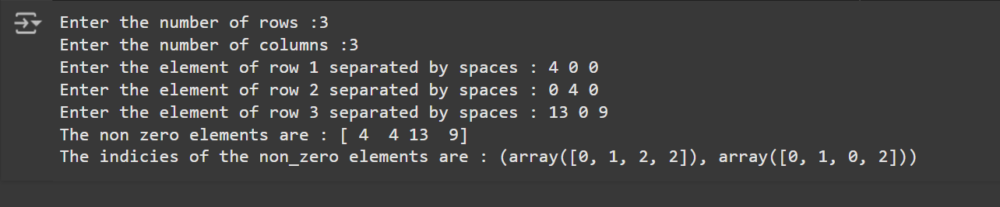 Enter the number of rows :3
Enter the number of columns :3
Enter the element of row 1 separated by spaces : 4 0 0
Enter the element of row 2 separated by spaces : 0 4 0
Enter the element of row 3 separated by spaces : 13 0 9
The non zero elements are : [ 4  4 13  9]
The indicies of the non_zero elements are : (array([0, 1, 2, 2]), array([0, 1, 0, 2]))